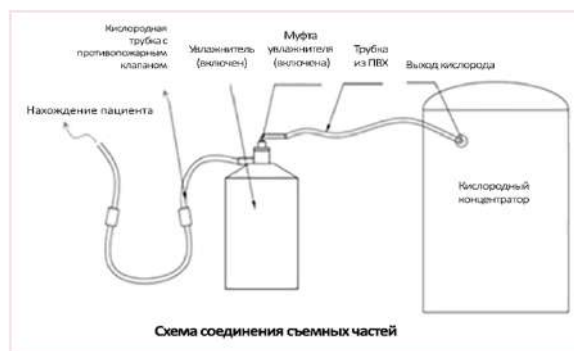 Кислородная
трубка с
противопожарным
клапаном
Увлажнитель
(включен)
Муфта
увлажнителя
(включена)
Трубка
из ПВХ
Выход кислорода
Нахождение пациента
Кислородный
концентратор
Схема соединения съемных частей